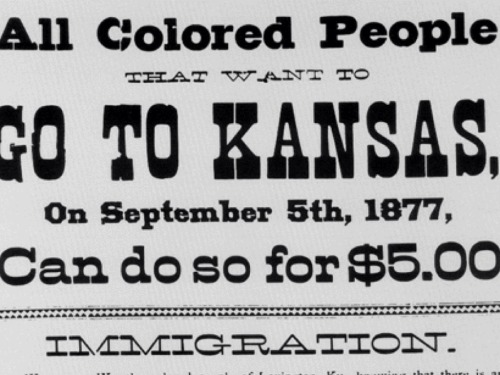 All Colored People
THAT WANT TO
GO TO KANSAS,
On September 5th, 1877,
Can do so for $5.00
IMMIGRATION.